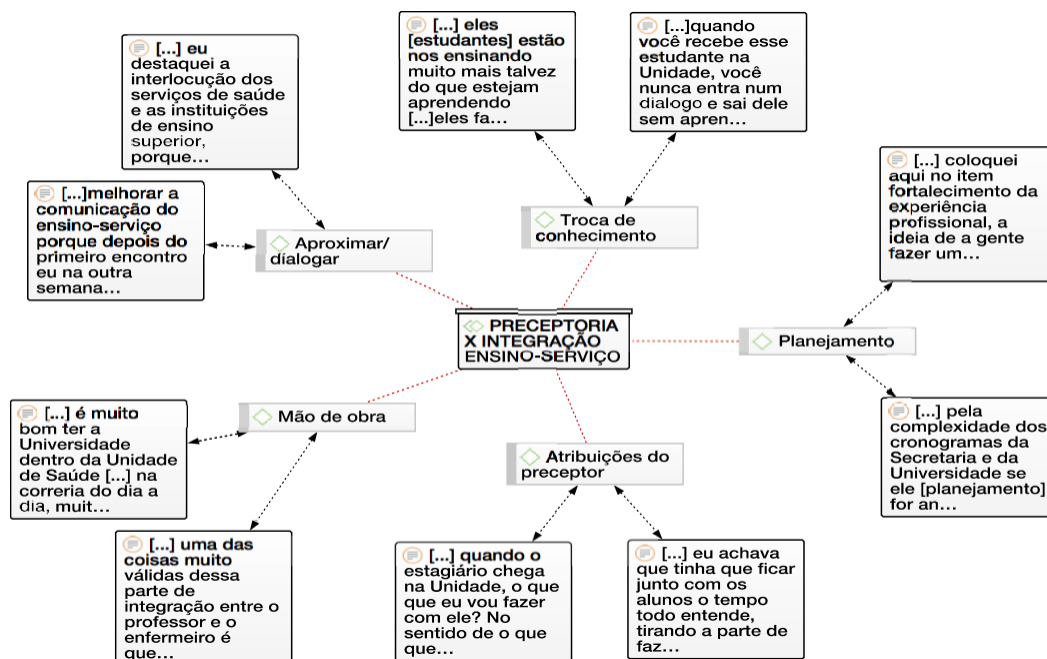 [...] eu
destaquei a
interlocução dos
serviços de saúde
e as instituições
de ensino
superior,
porque…
[...] eles
[estudantes] estão
nos ensinando
muito mais talvez
do que estejam
aprendendo
[...]eles fa…
[...]quando
você recebe esse
estudante na
Unidade, você
nunca entra num
dialogo e sai dele
sem apren…
[...] coloquei
aqui no item
fortalecimento da
experiência
profissional, a
ideia de a gente
fazer um…
[...]melhorar a
comunicação do
ensino-serviço
porque depois do
primeiro encontro
eu na outra
semana…
Aproximar/
dialogar
Troca de
conhecimento
PRECEPTORIA
X INTEGRAÇÃO
ENSINO-SERVIÇO
Planejamento
Mão de obra
Atribuições do
preceptor
[...] é muito
bom ter a
Universidade
dentro da Unidade
de Saúde [...] na
correria do dia a
dia, muit…
[...] pela
complexidade dos
cronogramas da
Secretaria e da
Universidade se
ele [planejamento]
for an…
[...] uma das
coisas muito
válidas dessa
parte de
integração entre o
professor e o
enfermeiro é
que…
[...] quando o
estagiário chega
na Unidade, o que
que eu vou fazer
com ele? No
sentido de o que
que…
[...] eu achava
que tinha que ficar
junto com os
alunos o tempo
todo entende,
tirando a parte de
faz…